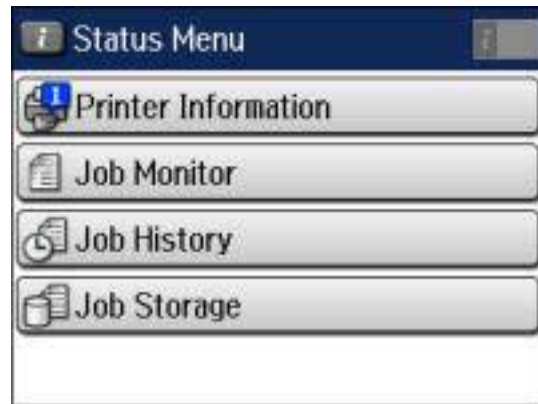 i Status Menu
Printer Information
Job Monitor
Job History
Job Storage